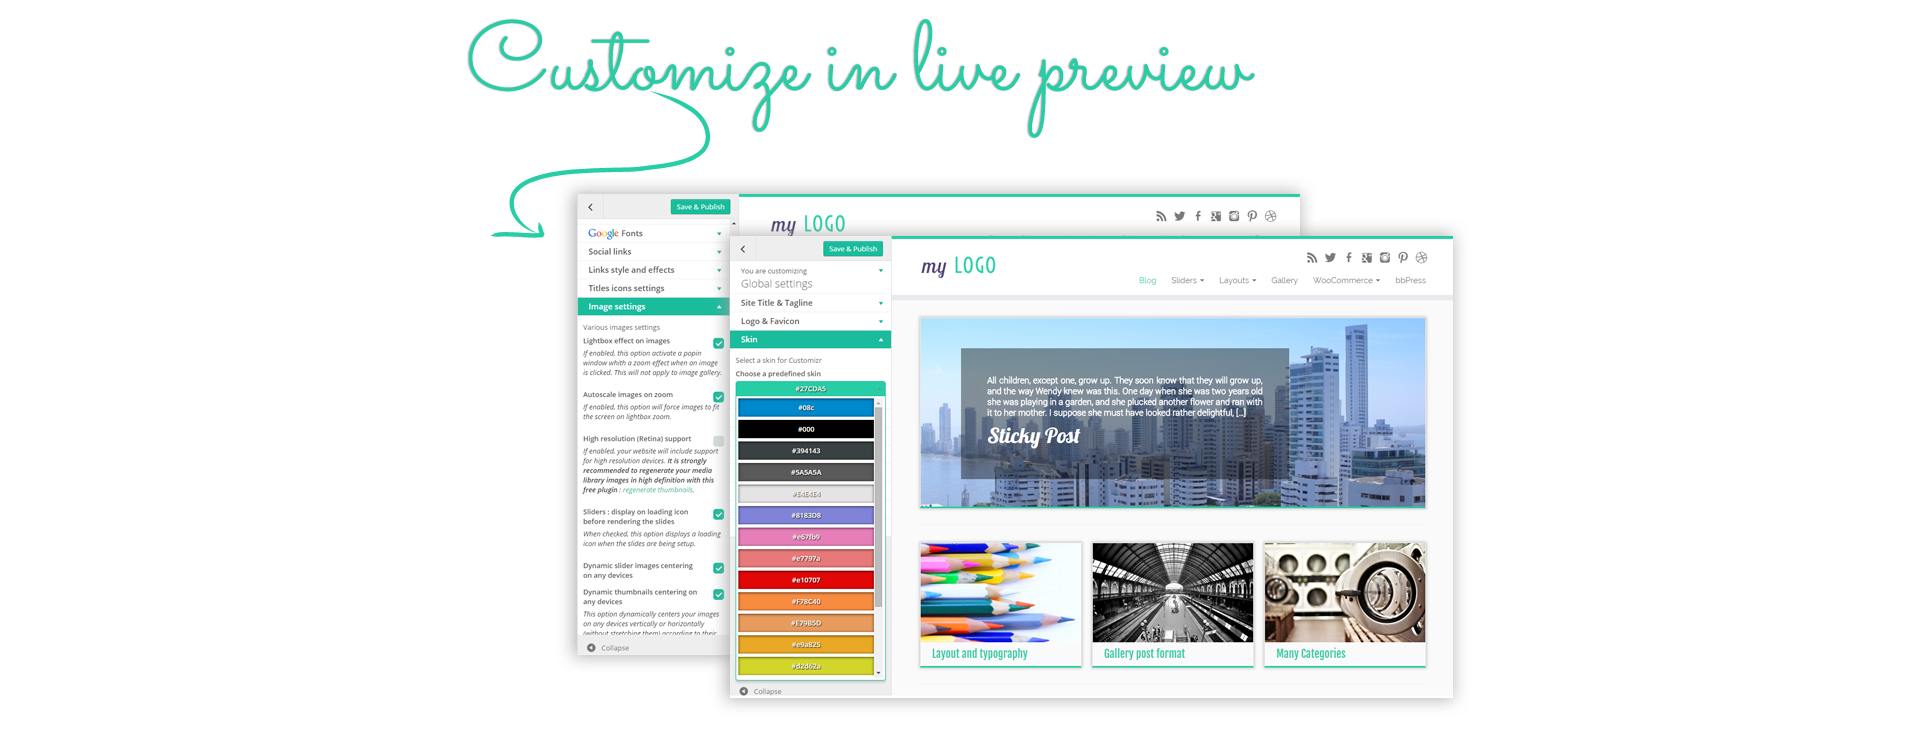 Customize in live preview
Save & Publish
Google Fonts
Social links
Links style and effects
Titles icons settings
Image settings
Various images settings
Lightbox effect on images
If enabled, this option activate a popin
window whith a zoom effect when an image
is clicked. This will not apply to image gallery.
Autoscale images on zoom
If enabled, this option will force images to fit
the screen on lightbox zoom.
High resolution (Retina) support
If enabled, your website will include support
for high resolution devices. It is strongly
recommended to regenerate your media
library images in high definition with this
free plugin : regenerate thumbnails.
Sliders : display on loading icon
before rendering the slides
When checked, this option displays a loading
icon when the slides are being setup.
Dynamic slider images centering
on any devices
Dynamic thumbnails centering on
any devices
This option dynamically centers your images
on any devices vertically or horizontally
(without stretching them) according to their
Collapse
my LOGO
Save & Publish
You are customizing
Global settings
Site Title & Tagline
Logo & Favicon
Skin
Select a skin for Customizr
Choose a predefined skin
#27CDA5
#08c
#000
#394143
#5A5A5A
#E4E4E4
#8183D8
#e67fb9
#e7797a
#e10707
#F78C40
#E79B5D
#e9a825
#d2d62a
Collapse
my LOGO
Blog Sliders Layouts Gallery WooCommerce bbPress
All children, except one, grow up. They soon know that they will grow up,
and the way Wendy knew was this. One day when she was two years old
she was playing in a garden, and she plucked another flower and ran with
it to her mother. I suppose she must have looked rather delightful, [...]
Sticky Post
Layout and typography
Gallery post format
Many Categories